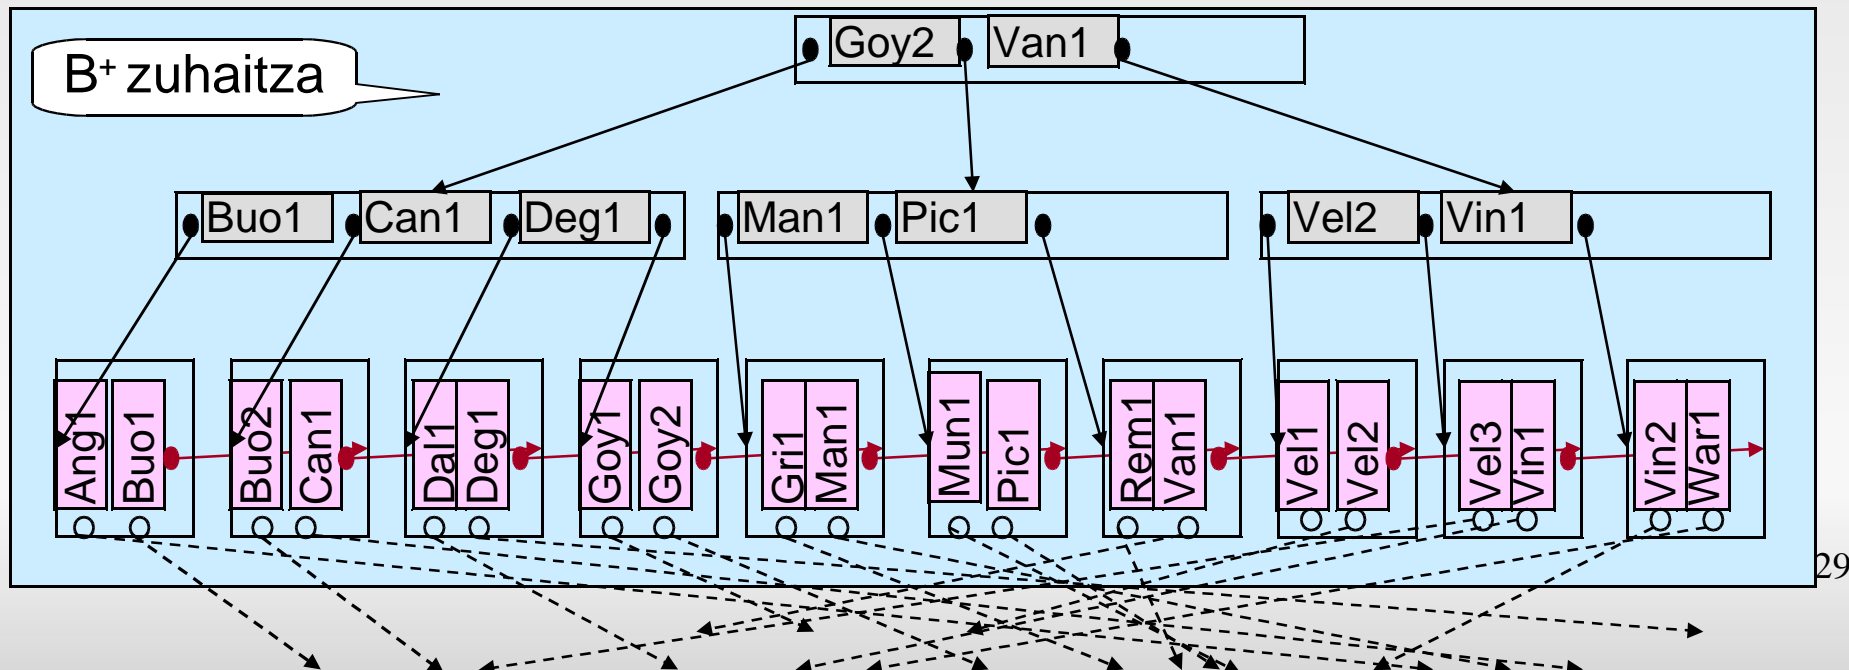 B+ zuhaitza
Goy2 Van1
Buo1 Can1 Deg1 Man1 Pic1 Vel2 Vin1
Ang1 Buo1 Buo2 Can1 Dal1 Deg1 Goy1 Goy2 Gri1 Man1 Mun1 Pic1 Rem1 Van1 Vel1 Vel2 Vel3 Vin1 Vin2 War1
29